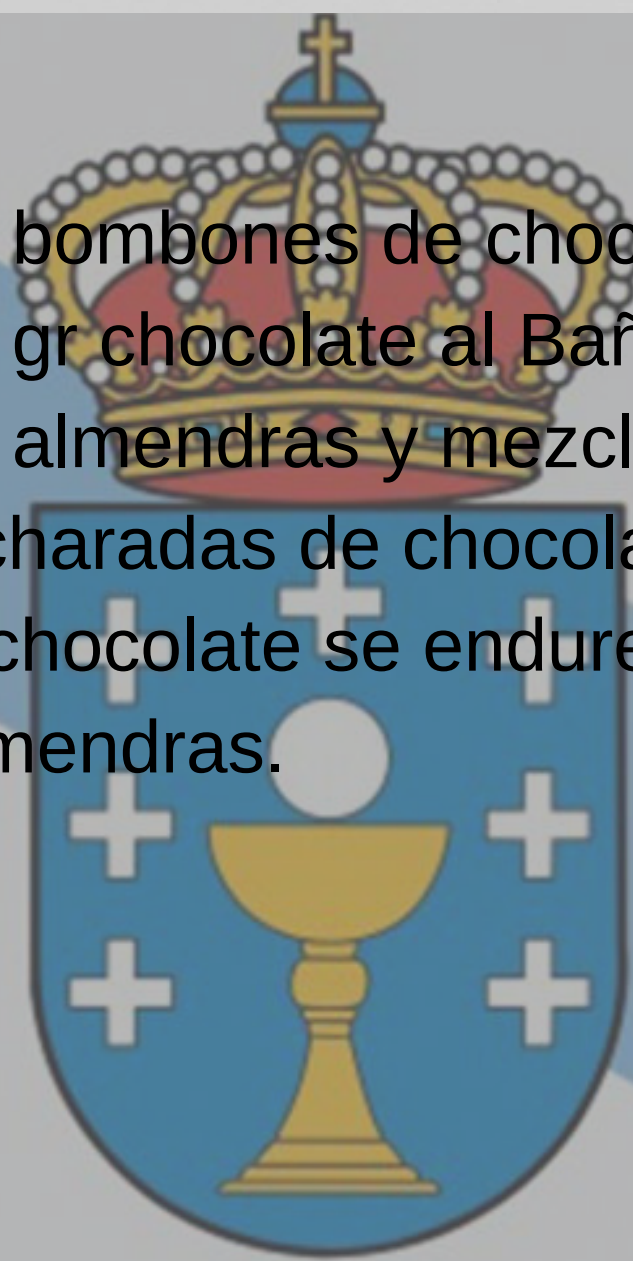 bombones de choc
gr chocolate al Bañ
almendras y mezcl
charadas de chocola
chocolate se endure
mendras.